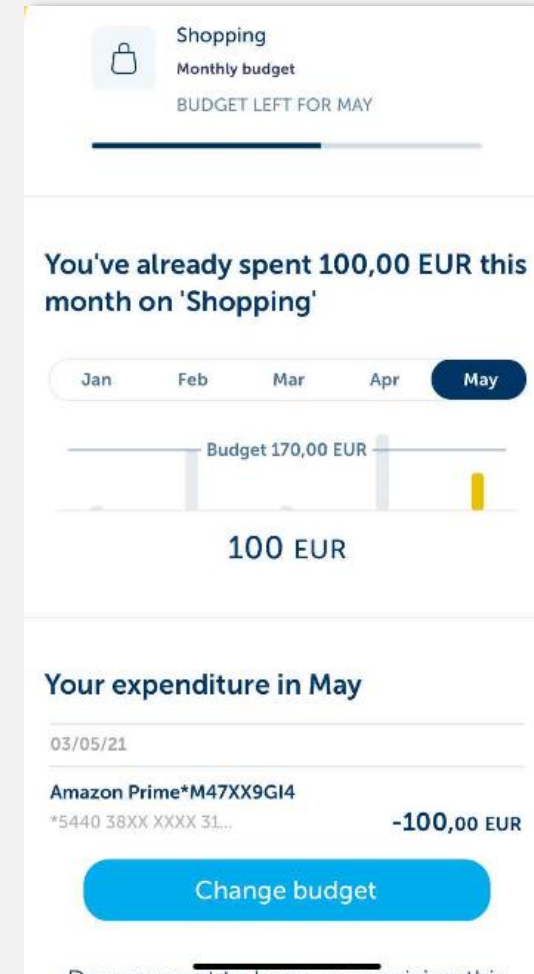 Shopping
Monthly budget
BUDGET LEFT FOR MAY
You've already spent 100,00 EUR this
month on 'Shopping'
Jan Feb Mar Apr May
Budget 170,00 EUR
100 EUR
Your expenditure in May
03/05/21
Amazon Prime*M47XX9GI4
*5440 38XX XXXX 31...
-100,00 EUR
Change budget